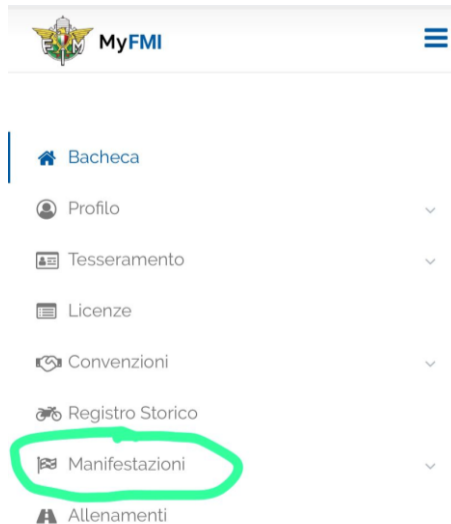 MyFMI
Bacheca
Profilo
Tesseramento
Licenze
Convenzioni
Registro Storico
Manifestazioni
Allenamenti